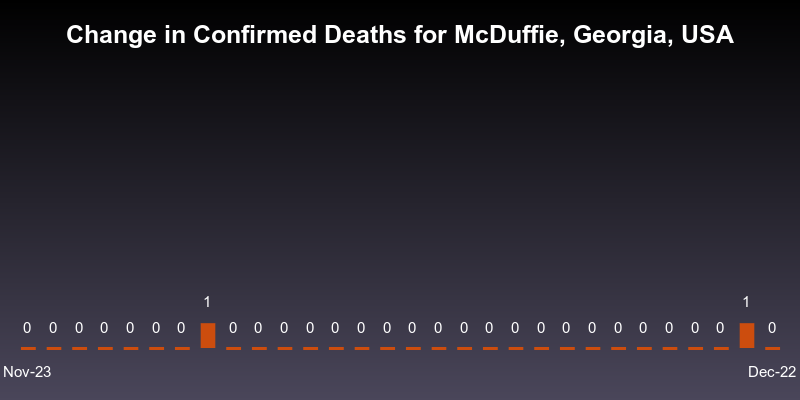 Change in Confirmed Deaths for McDuffie, Georgia, USA
1 1
0 0 0 0 0 0 0 0 0 0 0 0 0 0 0 0 0 0 0 0 0 0 0 0 0 0 0 0
Nov-23 Dec-22